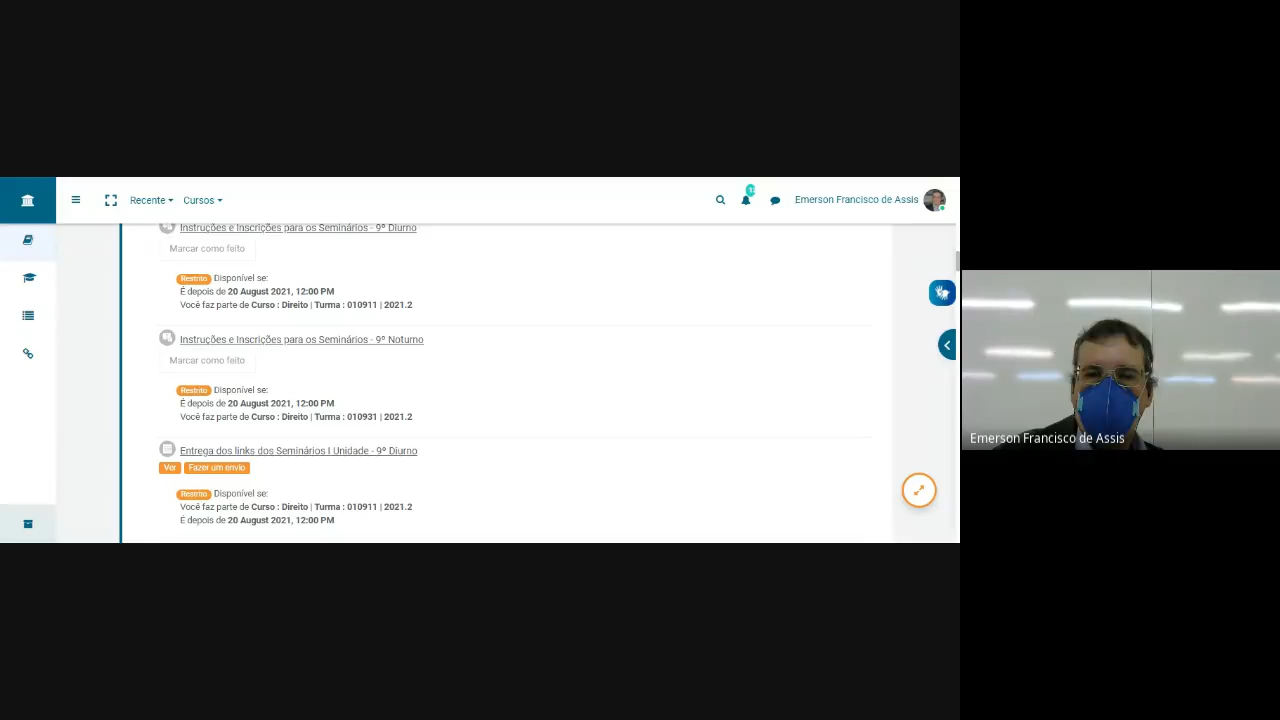 Recente Cursos
Emerson Francisco de Assis
Instruções e Inscrições para os Seminários - 9º Diurno
Marcar como feito
Restrito Disponível se:
É depois de 20 August 2021, 12:00 PM
Você faz parte de Curso : Direito | Turma : 010911 | 2021.2
Instruções e Inscrições para os Seminários - 9º Noturno
Marcar como feito
Restrito Disponível se:
É depois de 20 August 2021, 12:00 PM
Você faz parte de Curso : Direito | Turma : 010931 | 2021.2
Entrega dos links dos Seminários I Unidade - 9º Diurno
Ver Fazer um envio
Restrito Disponível se:
Você faz parte de Curso : Direito | Turma : 010911 | 2021.2
É depois de 20 August 2021, 12:00 PM
Emerson Francisco de Assis